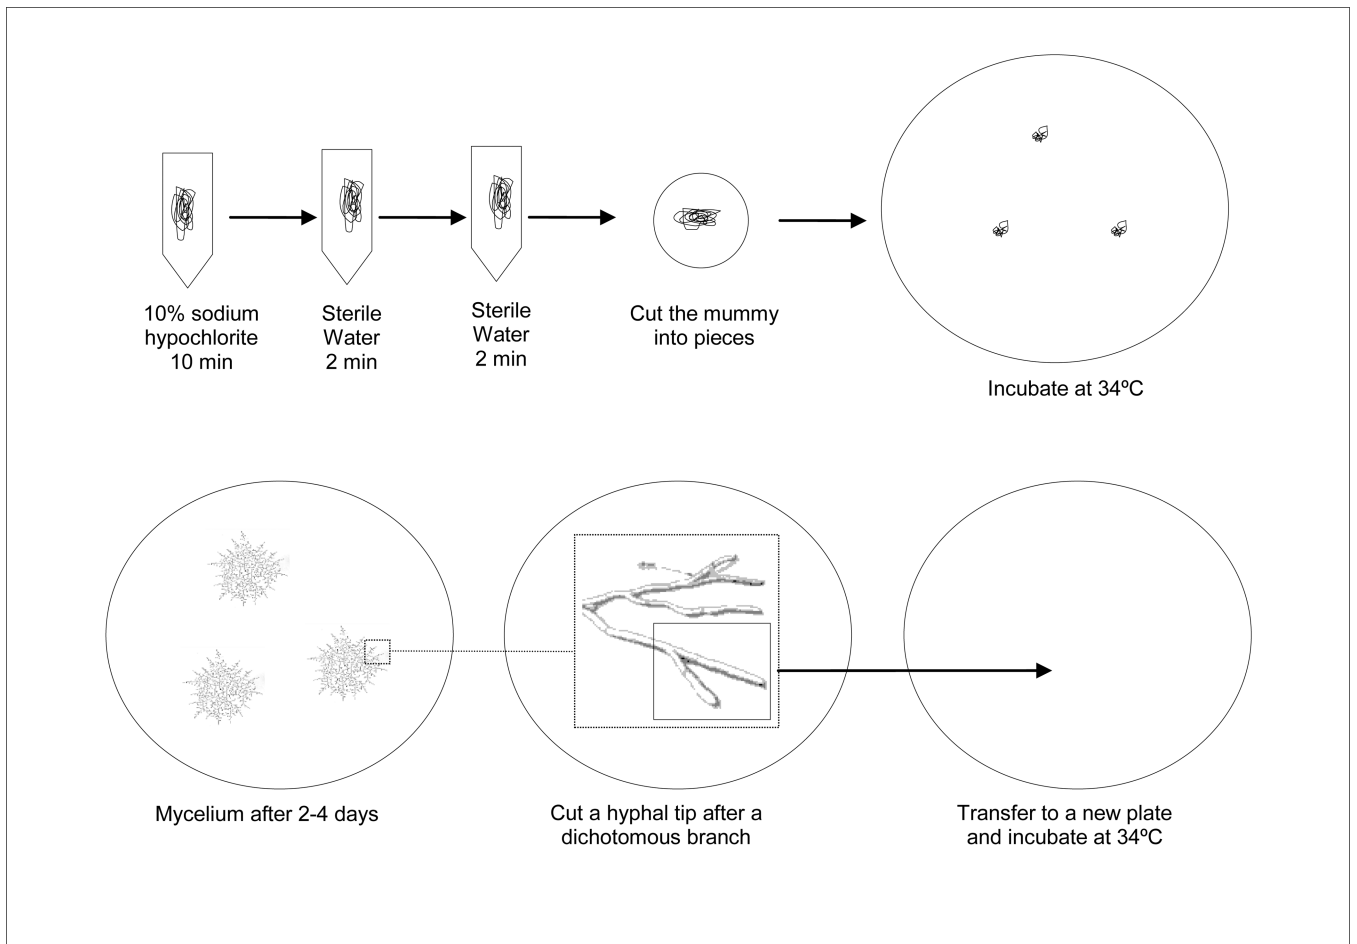 10% sodium
hypochlorite
10 min
Sterile
Water
2 min
Sterile
Water
2 min
Cut the mummy
into pieces
Incubate at 34ºC
Mycelium after 2-4 days
Cut a hyphal tip after a
dichotomous branch
Transfer to a new plate
and incubate at 34ºC